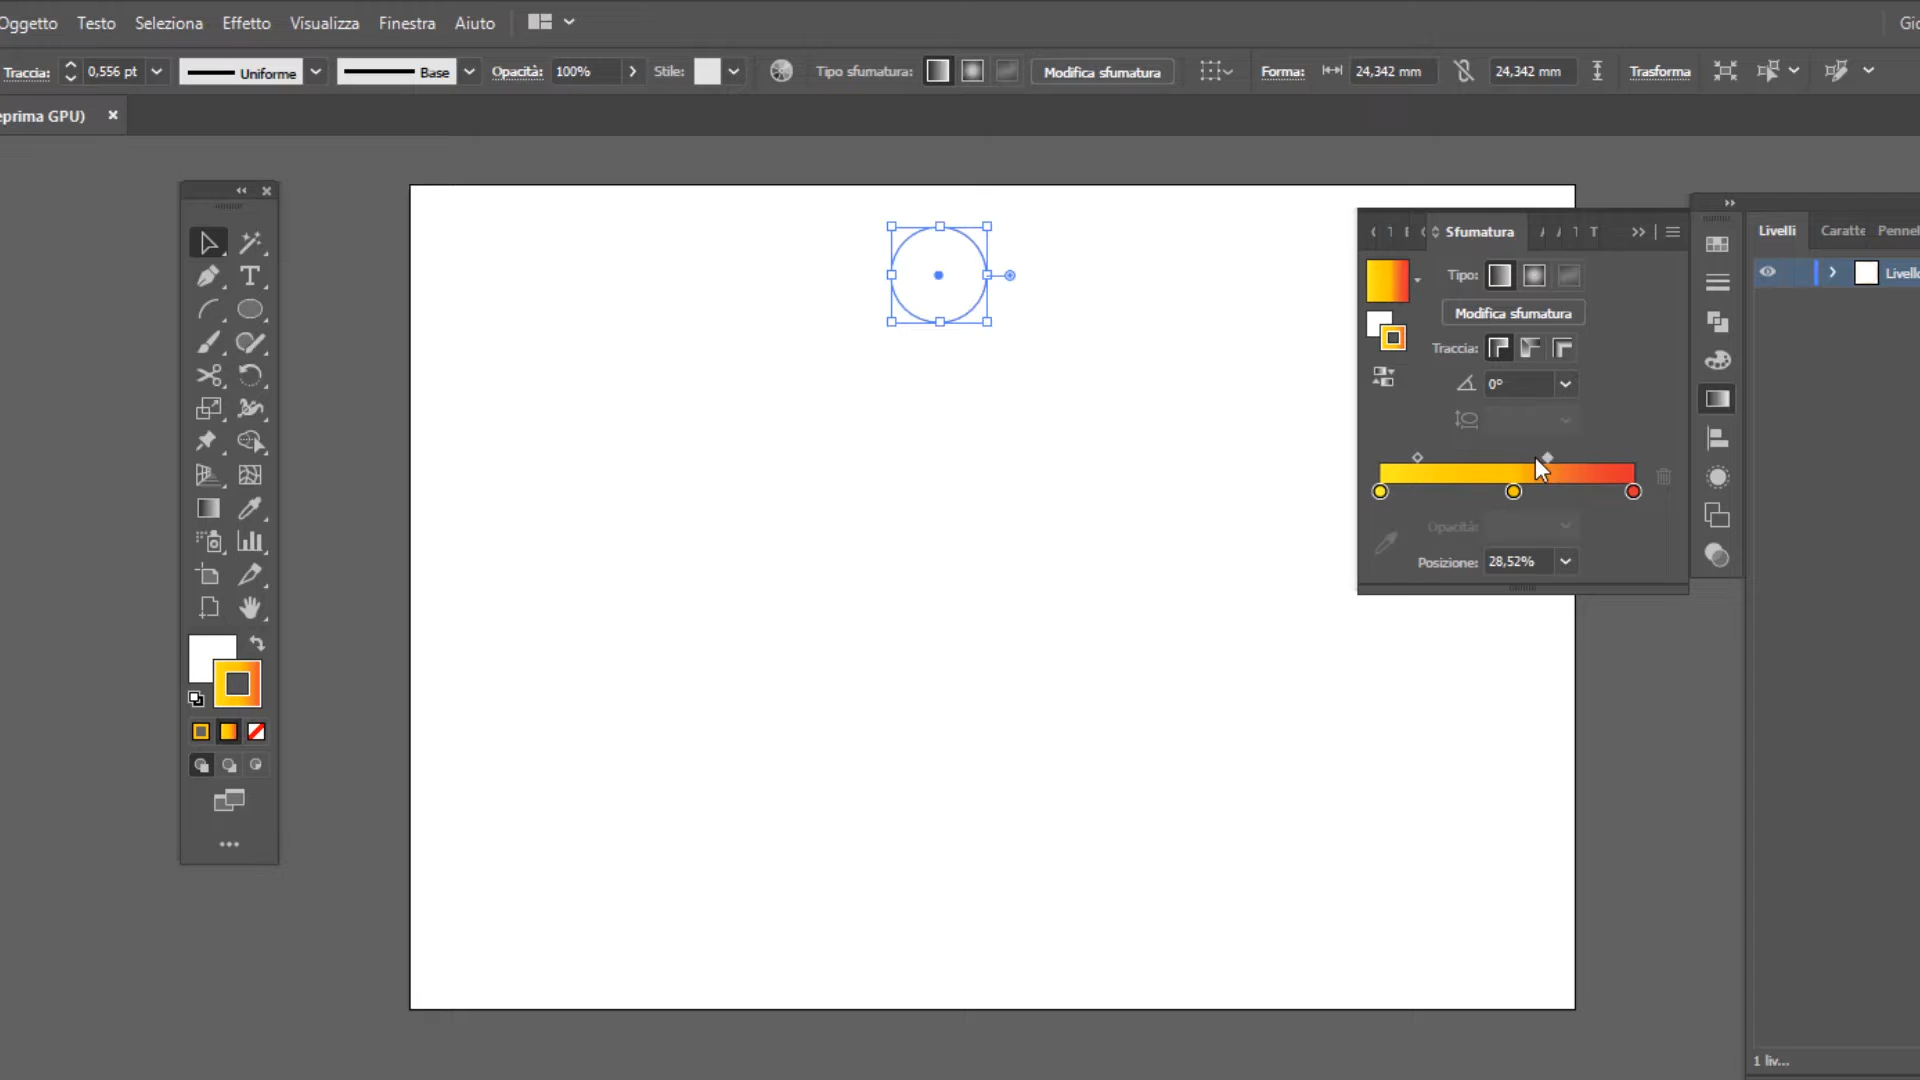 Oggetto Testo Seleziona Effetto Visualizza Finestra Aiuto Gio
Traccia: 0,556 pt Uniforme Base Opacità: 100% Stile: Tipo sfumatura: Modifica sfumatura Forma: 24,342 mm 24,342 mm Trasforma
eprima GPU) ×
Sfumatura
Tipo:
Modifica sfumatura
Traccia:
0°
Opacità:
Posizione: 28,52%
Livelli Caratte Pennel
Livello
1 liv...